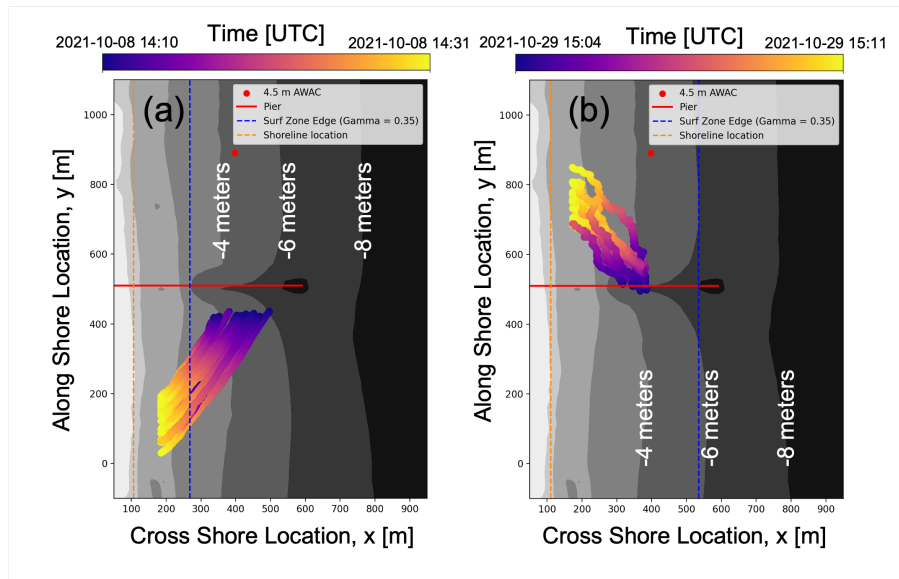 Time [UTC]
2021-10-08 14:10
2021-10-08 14:31
(a)
4.5 m AWAC
Pier
Surf Zone Edge (Gamma = 0.35)
Shoreline location
-4 meters
-6 meters
-8 meters
Along Shore Location, y [m]
1000
800
600
400
200
0
100
200
300
400
500
600
700
800
900
Cross Shore Location, x [m]
Time [UTC]
2021-10-29 15:04
2021-10-29 15:11
(b)
4.5 m AWAC
Pier
Surf Zone Edge (Gamma = 0.35)
Shoreline location
-4 meters
-6 meters
-8 meters
Along Shore Location, y [m]
1000
800
600
400
200
0
100
200
300
400
500
600
700
800
900
Cross Shore Location, x [m]